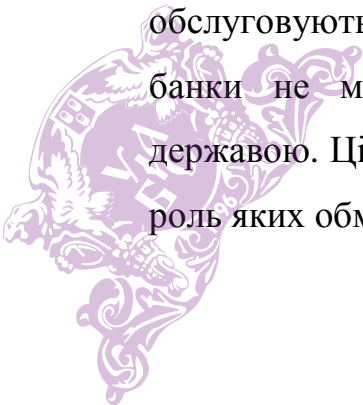 обслуговують
банки не м
державою. Ці
роль яких обм